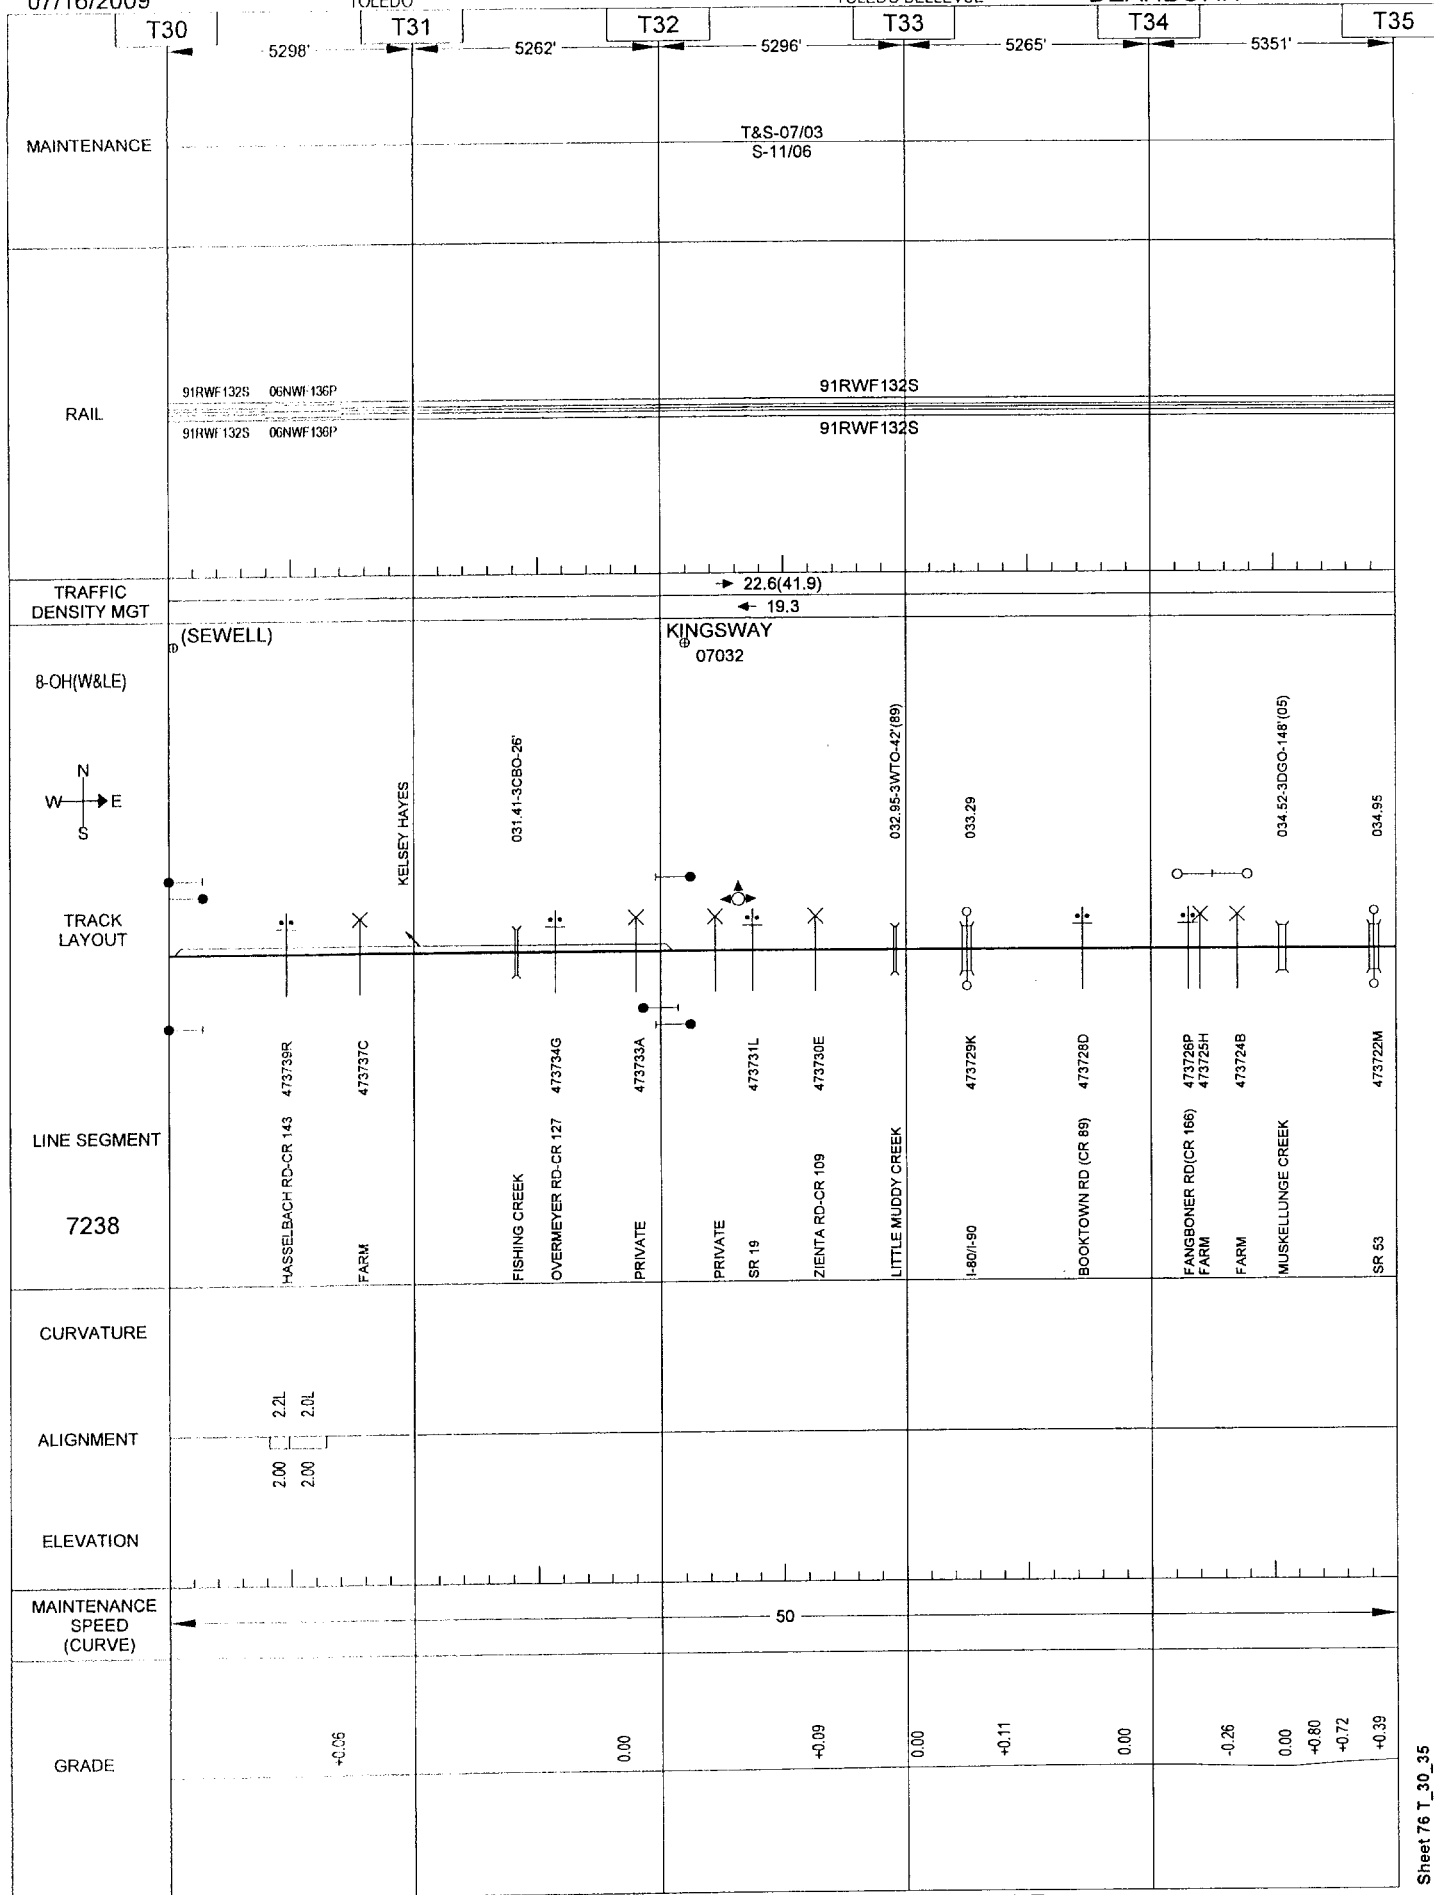 07/16/2009
TOLEDO
TOLEDO BELLEVUE
DEARBORN
T30
T31
T32
T33
T34
T35
5298'
5262'
5296'
5265'
5351'
MAINTENANCE
T&S-07/03
S-11/06
RAIL
91RWF132S 06NWF136P
91RWF132S
91RWF132S 06NWF136P
91RWF132S
TRAFFIC
DENSITY MGT
22.6(41.9)
19.3
(SEWELL)
KINGSWAY
07032
8-OH(W&LE)
N
W E
S
KELSEY HAYES
031.41-3CBO-26'
032.95-3WTO-42'(89)
033.29
034.52-3DGO-148'(05)
034.95
TRACK
LAYOUT
473739R
473737C
473734G
473733A
473731L
473730E
473729K
473728D
473726P
473725H
473724B
473722M
LINE SEGMENT
7238
HASSELBACH RD-CR 143
FARM
FISHING CREEK
OVERMEYER RD-CR 127
PRIVATE
PRIVATE
SR 19
ZIENTA RD-CR 109
LITTLE MUDDY CREEK
I-80/I-90
BOOKTOWN RD (CR 89)
FANGBONER RD(CR 166)
FARM
FARM
MUSKELLUNGE CREEK
SR 53
CURVATURE
2.2L
2.0L
ALIGNMENT
2.00
2.00
ELEVATION
MAINTENANCE
SPEED
(CURVE)
50
GRADE
+0.06
0.00
+0.09
0.00
+0.11
0.00
-0.26
0.00
+0.80
+0.72
+0.39
Sheet 76 T_30_35